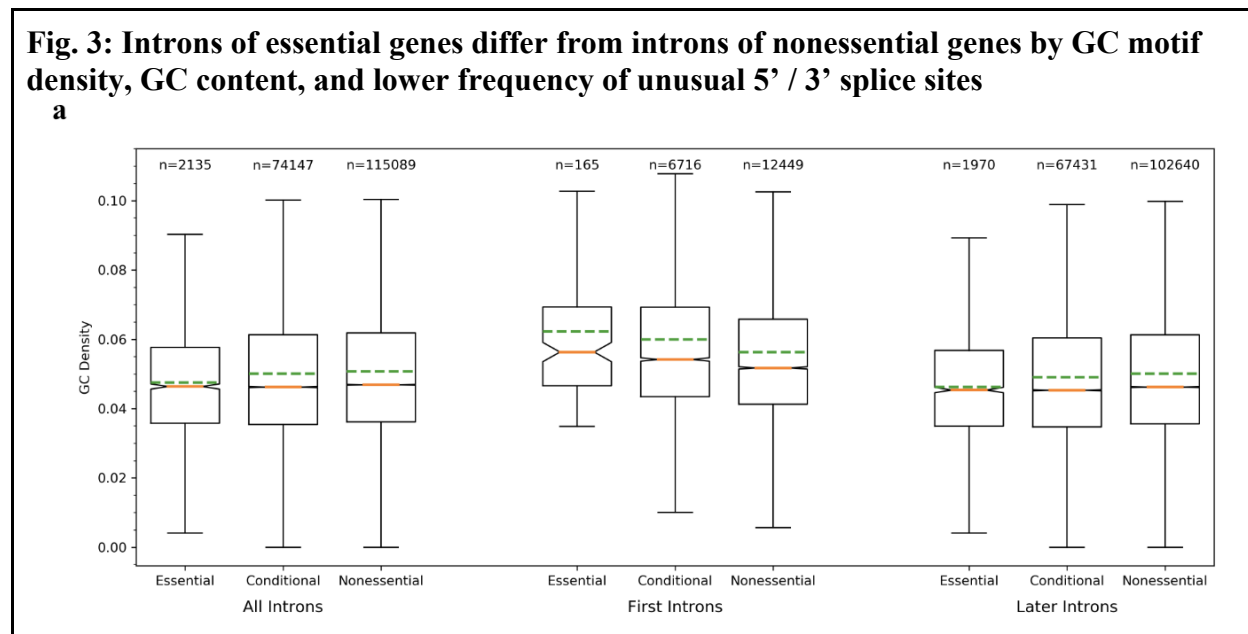 Fig. 3: Introns of essential genes differ from introns of nonessential genes by GC motif
density, GC content, and lower frequency of unusual 5’ / 3’ splice sites
a
n=2135 n=74147 n=115089 n=165 n=6716 n=12449 n=1970 n=67431 n=102640
0.10
0.08
0.06
0.04
0.02
0.00
GC Density
Essential Conditional Nonessential Essential Conditional Nonessential Essential Conditional Nonessential
All Introns First Introns Later Introns